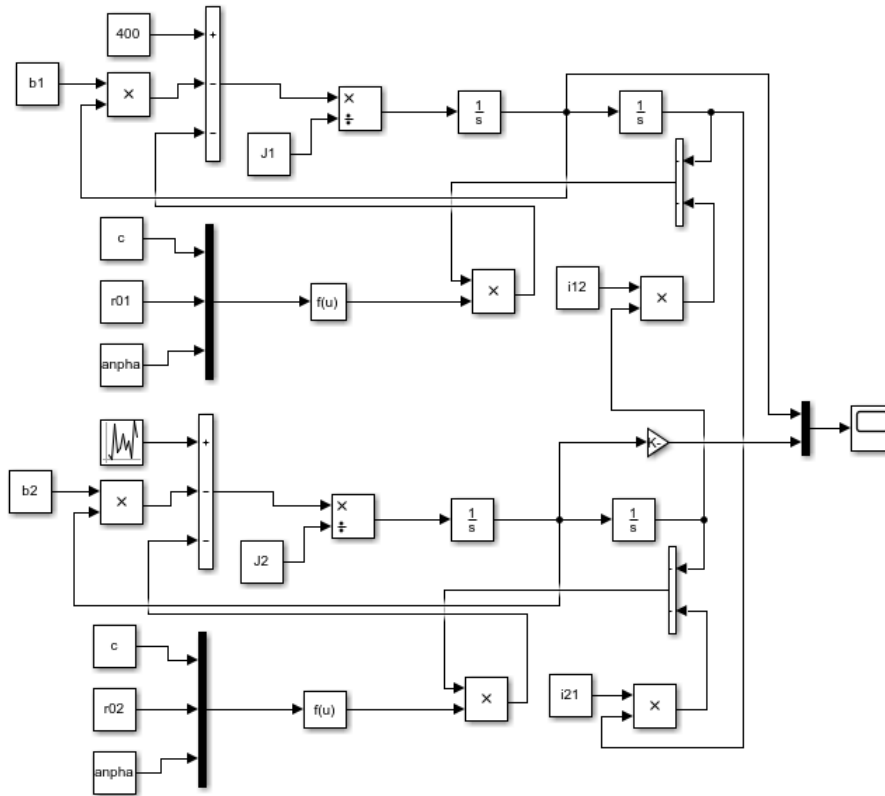 400
+
b1
×
−
×
÷
1
s
1
s
−
J1
c
r01
f(u)
×
i12
×
anpha
+
K-
b2
×
−
×
÷
1
s
1
s
−
J2
c
r02
f(u)
×
i21
×
anpha